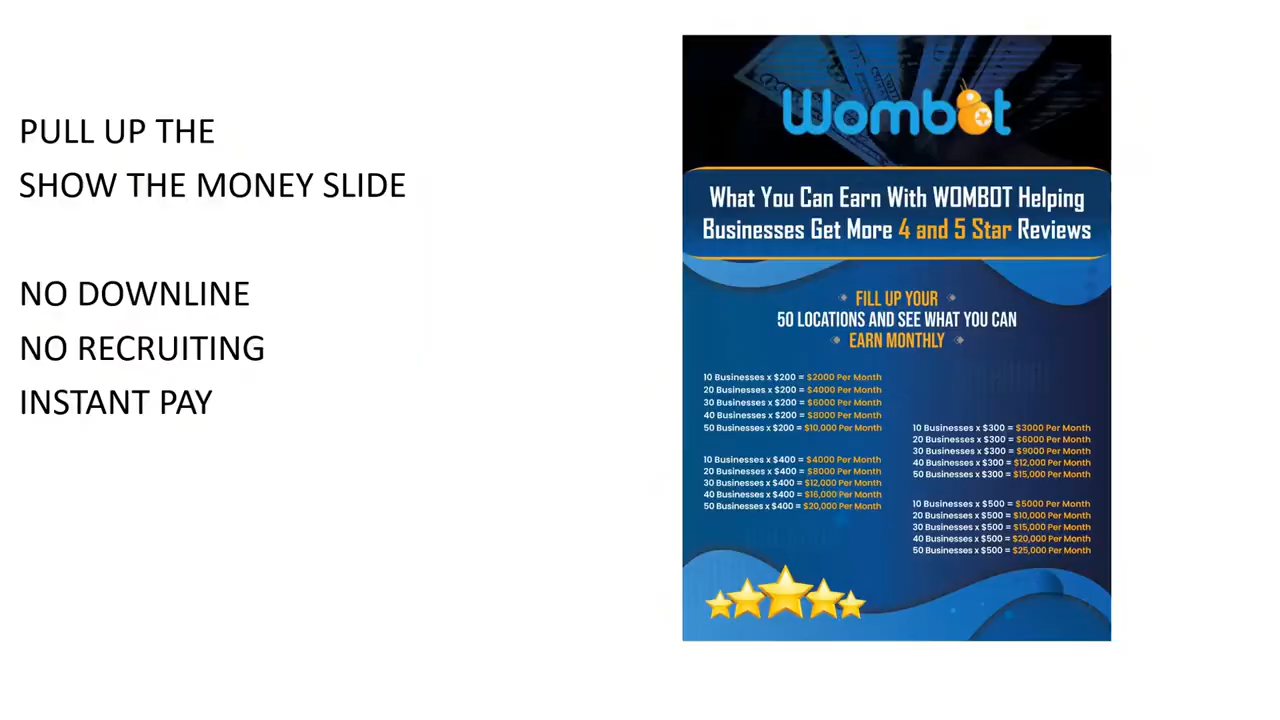 PULL UP THE
SHOW THE MONEY SLIDE
NO DOWNLINE
NO RECRUITING
INSTANT PAY
Wombot
What You Can Earn With WOMBOT Helping
Businesses Get More 4 and 5 Star Reviews
FILL UP YOUR
50 LOCATIONS AND SEE WHAT YOU CAN
EARN MONTHLY
10 Businesses x $200 = $2000 Per Month
20 Businesses x $200 = $4000 Per Month
30 Businesses x $200 = $6000 Per Month
40 Businesses x $200 = $8000 Per Month
50 Businesses x $200 = $10,000 Per Month
10 Businesses x $300 = $3000 Per Month
20 Businesses x $300 = $6000 Per Month
30 Businesses x $300 = $9000 Per Month
40 Businesses x $300 = $12,000 Per Month
50 Businesses x $300 = $15,000 Per Month
10 Businesses x $400 = $4000 Per Month
20 Businesses x $400 = $8000 Per Month
30 Businesses x $400 = $12,000 Per Month
40 Businesses x $400 = $16,000 Per Month
50 Businesses x $400 = $20,000 Per Month
10 Businesses x $500 = $5000 Per Month
20 Businesses x $500 = $10,000 Per Month
30 Businesses x $500 = $15,000 Per Month
40 Businesses x $500 = $20,000 Per Month
50 Businesses x $500 = $25,000 Per Month